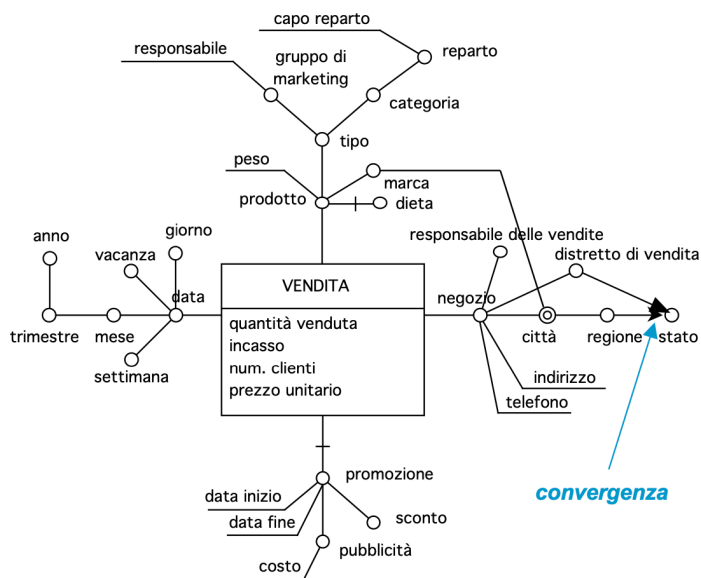 capo reparto
responsabile
gruppo di
marketing
reparto
categoria
tipo
peso
marca
prodotto
dieta
giorno
anno
vacanza
responsabile delle vendite
distretto di vendita
data
VENDITA
negozio
trimestre
mese
settimana
quantità venduta
incasso
num. clienti
prezzo unitario
città
regione
stato
indirizzo
telefono
convergenza
promozione
data inizio
data fine
sconto
pubblicità
costo